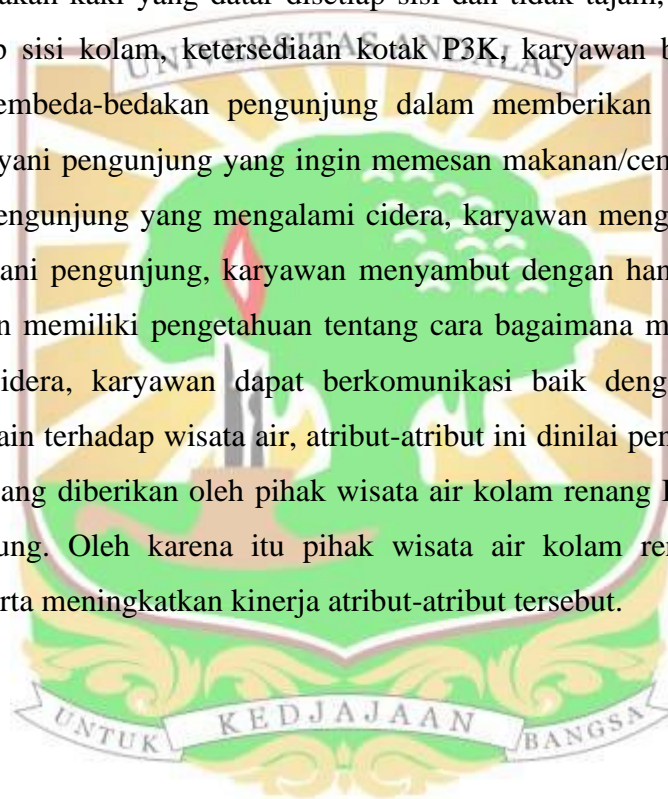 akan kaki yang datar disetiap sisi dan tidak tajam,
p sisi kolam, ketersediaan kotak P3K, karyawan b
UNIVERSITAS ANDALAS
embeda-bedakan pengunjung dalam memberikan
yani pengunjung yang ingin memesan makanan/cem
engunjung yang mengalami cidera, karyawan meng
ani pengunjung, karyawan menyambut dengan han
n memiliki pengetahuan tentang cara bagaimana m
idera, karyawan dapat berkomunikasi baik deng
ain terhadap wisata air, atribut-atribut ini dinilai pen
ang diberikan oleh pihak wisata air kolam renang
ung. Oleh karena itu pihak wisata air kolam ren
rta meningkatkan kinerja atribut-atribut tersebut.
UNTUK KEDJAJAAN BANGSA